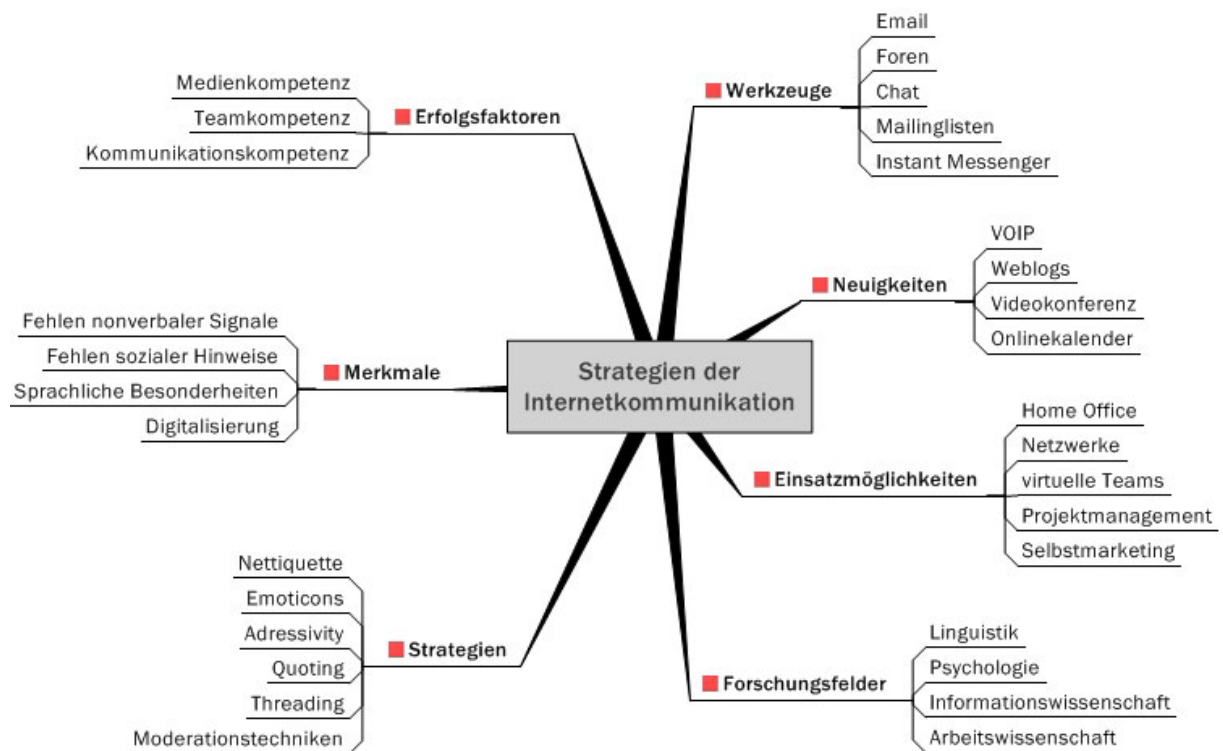 Strategien der
Internetkommunikation
Erfolgsfaktoren
Medienkompetenz
Teamkompetenz
Kommunikationskompetenz
Merkmale
Fehlen nonverbaler Signale
Fehlen sozialer Hinweise
Sprachliche Besonderheiten
Digitalisierung
Strategien
Nettiquette
Emoticons
Adressivity
Quoting
Threading
Moderationstechniken
Werkzeuge
Email
Foren
Chat
Mailinglisten
Instant Messenger
Neuigkeiten
VOIP
Weblogs
Videokonferenz
Onlinekalender
Einsatzmöglichkeiten
Home Office
Netzwerke
virtuelle Teams
Projektmanagement
Selbstmarketing
Forschungsfelder
Linguistik
Psychologie
Informationswissenschaft
Arbeitswissenschaft